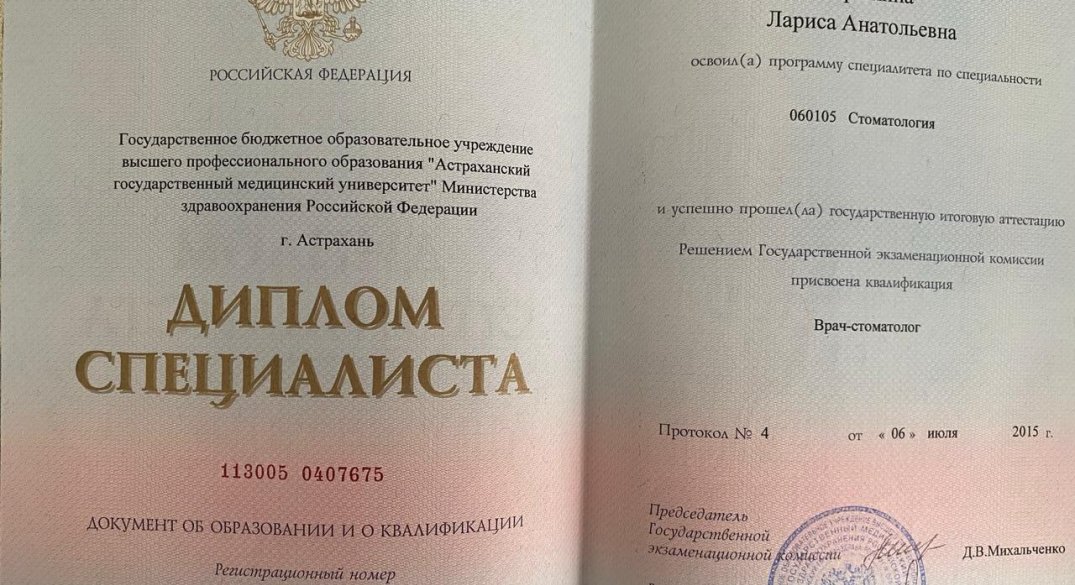 РОССИЙСКАЯ ФЕДЕРАЦИЯ
Государственное бюджетное образовательное учреждение
высшего профессионального образования "Астраханский
государственный медицинский университет" Министерства
здравоохранения Российской Федерации
г. Астрахань
ДИПЛОМ
СПЕЦИАЛИСТА
113005 0407675
ДОКУМЕНТ ОБ ОБРАЗОВАНИИ И О КВАЛИФИКАЦИИ
Регистрационный номер
Лариса Анатольевна
освоил(а) программу специалитета по специальности
060105 Стоматология
и успешно прошел(ла) государственную итоговую аттестацию
Решением Государственной экзаменационной комиссии
присвоена квалификация
Врач-стоматолог
Протокол № 4 от « 06 » июля 2015 г.
Председатель
Государственной
экзаменационной комиссии Д.В.Михальченко